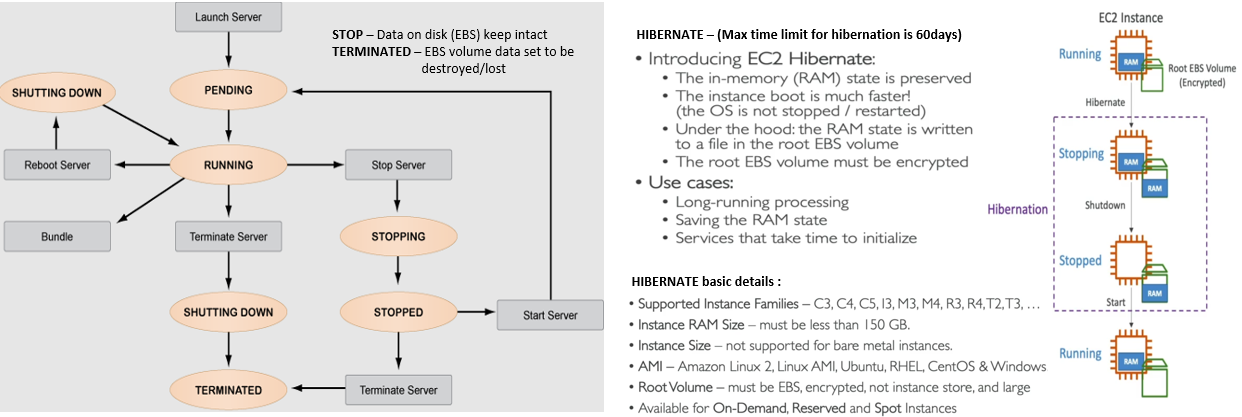 Launch Server
STOP – Data on disk (EBS) keep intact
TERMINATED – EBS volume data set to be
destroyed/lost
PENDING
SHUTTING DOWN
Reboot Server
RUNNING
Stop Server
Bundle
Terminate Server
STOPPING
SHUTTING DOWN
STOPPED
Start Server
TERMINATED
Terminate Server
HIBERNATE – (Max time limit for hibernation is 60days)
• Introducing EC2 Hibernate:
• The in-memory (RAM) state is preserved
• The instance boot is much faster!
(the OS is not stopped / restarted)
• Under the hood: the RAM state is written
to a file in the root EBS volume
• The root EBS volume must be encrypted
• Use cases:
• Long-running processing
• Saving the RAM state
• Services that take time to initialize
HIBERNATE basic details :
• Supported Instance Families – C3, C4, C5, I3, M3, M4, R3, R4, T2, T3, …
• Instance RAM Size – must be less than 150 GB.
• Instance Size – not supported for bare metal instances.
• AMI – Amazon Linux 2, Linux AMI, Ubuntu, RHEL, CentOS & Windows
• Root Volume – must be EBS, encrypted, not instance store, and large
• Available for On-Demand, Reserved and Spot Instances
EC2 Instance
Running
RAM
Root EBS Volume
(Encrypted)
Hibernate
Stopping
RAM
RAM
Hibernation
Shutdown
Stopped
RAM
Start
Running
RAM